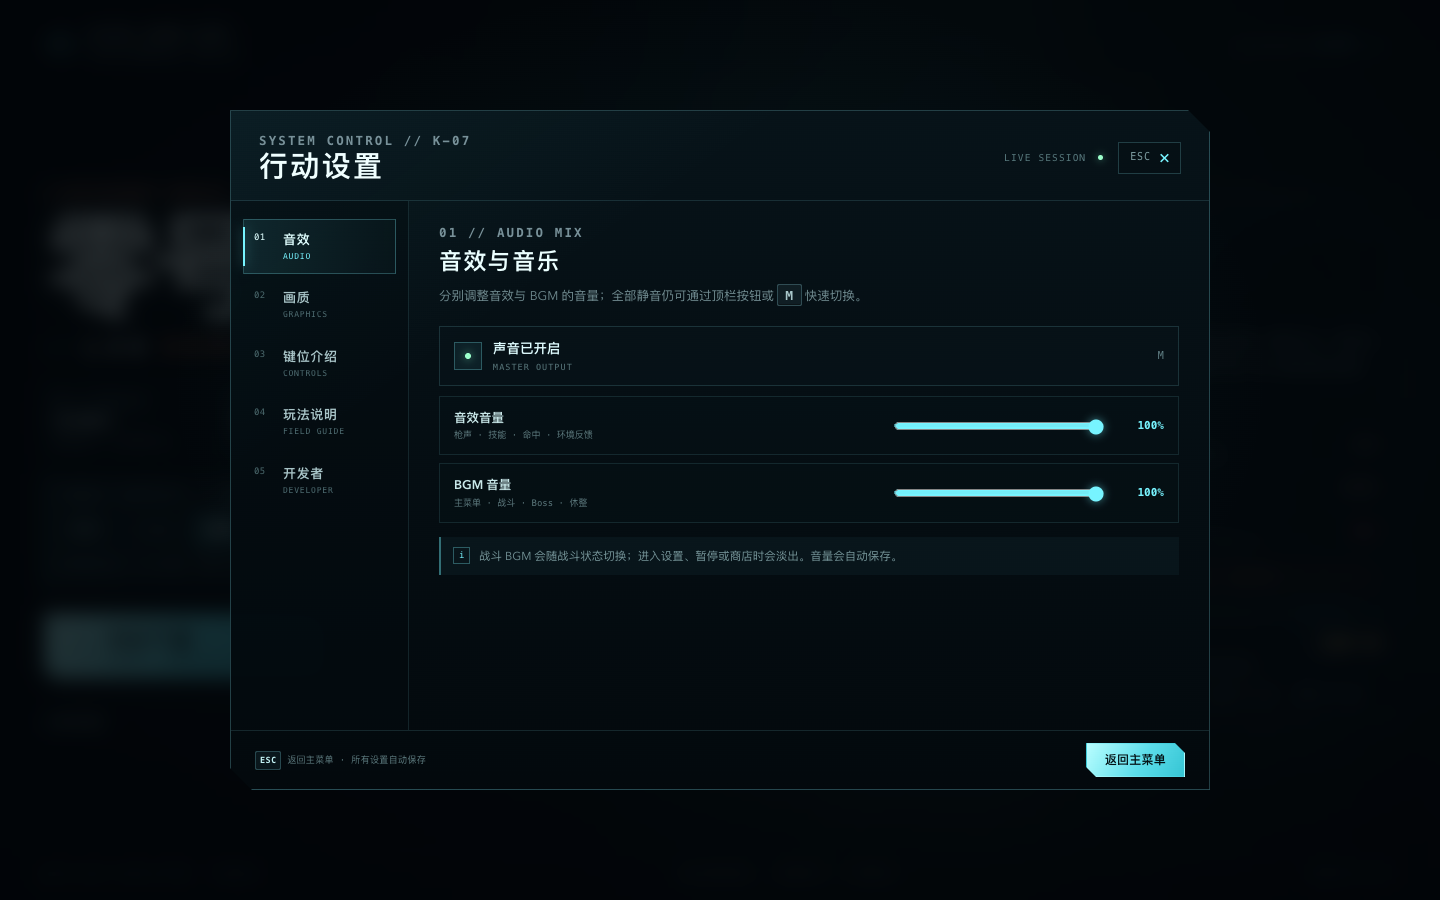 SYSTEM CONTROL // K-07
行动设置
LIVE SESSION
ESC ✕
01 音效
AUDIO
02 画质
GRAPHICS
03 键位介绍
CONTROLS
04 玩法说明
FIELD GUIDE
05 开发者
DEVELOPER
01 // AUDIO MIX
音效与音乐
分别调整音效与 BGM 的音量；全部静音仍可通过顶栏按钮或 M 快速切换。
声音已开启
MASTER OUTPUT
M
音效音量
枪声 · 技能 · 命中 · 环境反馈
100%
BGM 音量
主菜单 · 战斗 · Boss · 休整
100%
i 战斗 BGM 会随战斗状态切换；进入设置、暂停或商店时会淡出。音量会自动保存。
ESC 返回主菜单 · 所有设置自动保存
返回主菜单